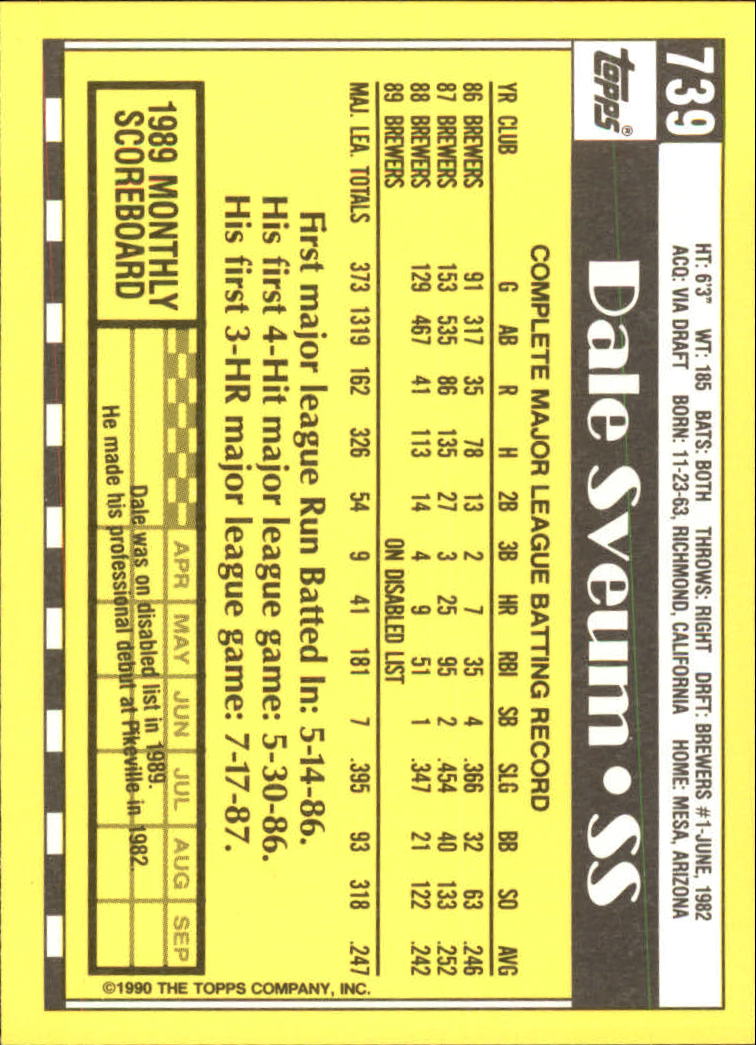 739
topps®
HT: 6'3" WT: 185 BATS: BOTH THROWS: RIGHT DRFT: BREWERS #1-JUNE, 1982
ACQ: VIA DRAFT BORN: 11-23-63, RICHMOND, CALIFORNIA HOME: MESA, ARIZONA
Dale Sveum • SS
COMPLETE MAJOR LEAGUE BATTING RECORD
YR CLUB G AB R H 2B 3B HR RBI SB SLG BB SO AVG
86 BREWERS 91 317 35 78 13 2 7 35 4 .366 32 63 .246
87 BREWERS 153 535 86 135 27 3 25 95 2 .454 40 133 .252
88 BREWERS 129 467 41 113 14 4 9 51 1 .347 21 122 .242
89 BREWERS ON DISABLED LIST
MAJ. LEA. TOTALS 373 1319 162 326 54 9 41 181 7 .395 93 318 .247
First major league Run Batted In: 5-14-86.
His first 4-Hit major league game: 5-30-86.
His first 3-HR major league game: 7-17-87.
1989 MONTHLY
SCOREBOARD
APR MAY JUN JUL AUG SEP
Dale was on disabled list in 1989.
He made his professional debut at Pikeville in 1982.
©1990 THE TOPPS COMPANY, INC.